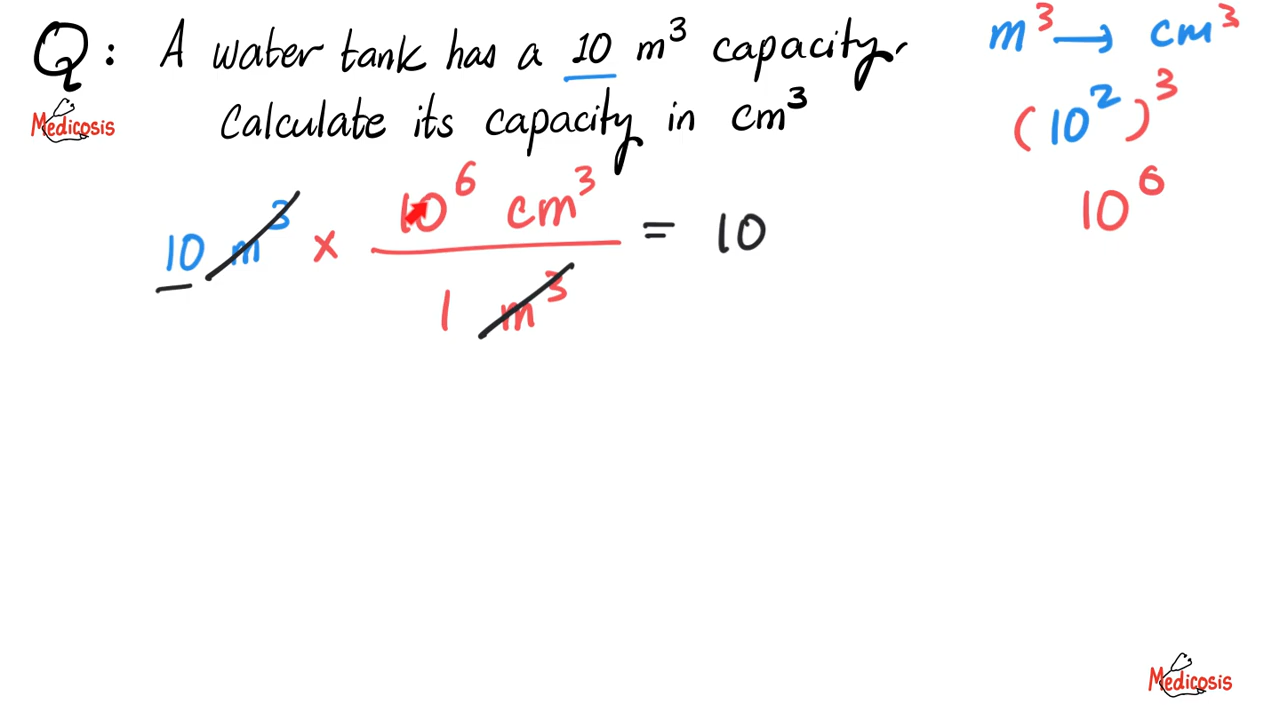 Q: A water tank has a 10 m³ capacity.
Calculate its capacity in cm³
Medicosis
m³ → cm³
(10²)³
10⁶
10 m³ x 10⁶ cm³ / 1 m³ = 10
Medicosis